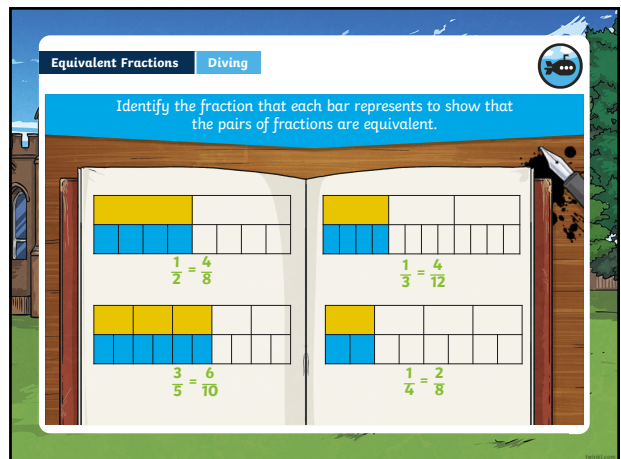 Equivalent Fractions Diving
Identify the fraction that each bar represents to show that
the pairs of fractions are equivalent.
1/2 = 4/8
1/3 = 4/12
3/5 = 6/10
1/4 = 2/8
twinkl.com